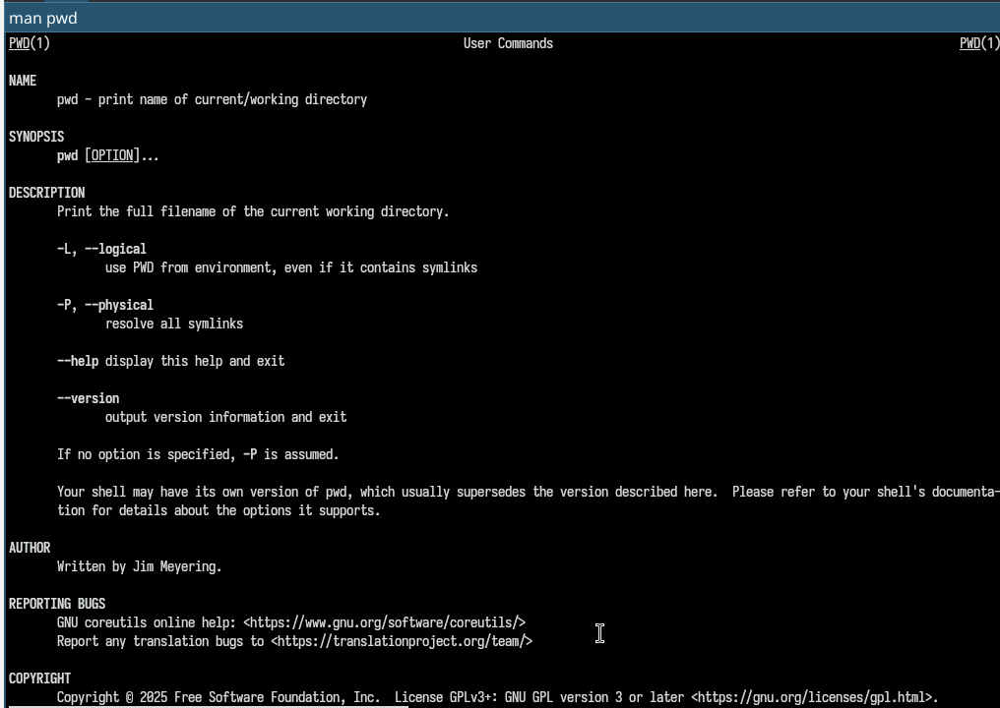 man pwd
PWD(1) User Commands PWD(1)
NAME
pwd - print name of current/working directory
SYNOPSIS
pwd [OPTION]...
DESCRIPTION
Print the full filename of the current working directory.
-L, --logical
use PWD from environment, even if it contains symlinks
-P, --physical
resolve all symlinks
--help display this help and exit
--version
output version information and exit
If no option is specified, -P is assumed.
Your shell may have its own version of pwd, which usually supersedes the version described here.  Please refer to your shell's documenta-
tion for details about the options it supports.
AUTHOR
Written by Jim Meyering.
REPORTING BUGS
GNU coreutils online help: <https://www.gnu.org/software/coreutils/>
Report any translation bugs to <https://translationproject.org/team/>
COPYRIGHT
Copyright © 2025 Free Software Foundation, Inc.  License GPLv3+: GNU GPL version 3 or later <https://gnu.org/licenses/gpl.html>.